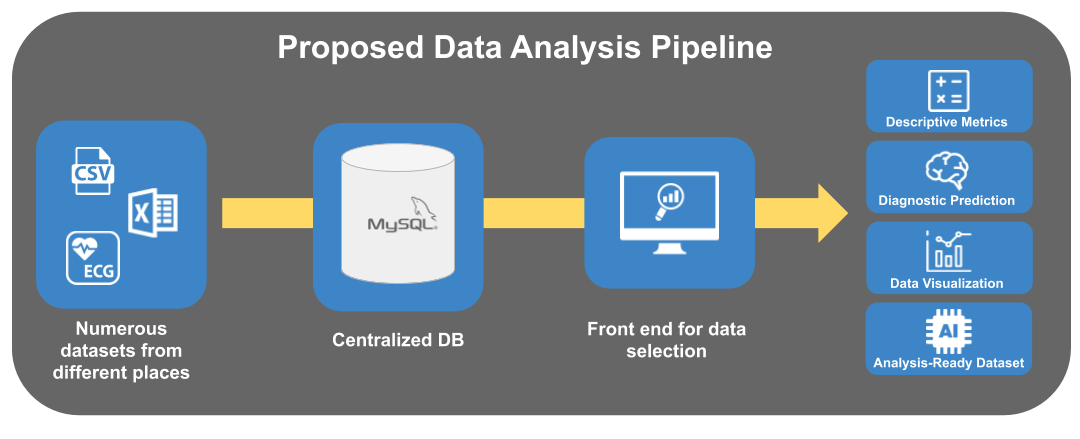 Proposed Data Analysis Pipeline
CSV
X
ECG
Numerous
datasets from
different places
MySQL
Centralized DB
Front end for data
selection
+ -
× =
Descriptive Metrics
Diagnostic Prediction
Data Visualization
AI
Analysis-Ready Dataset